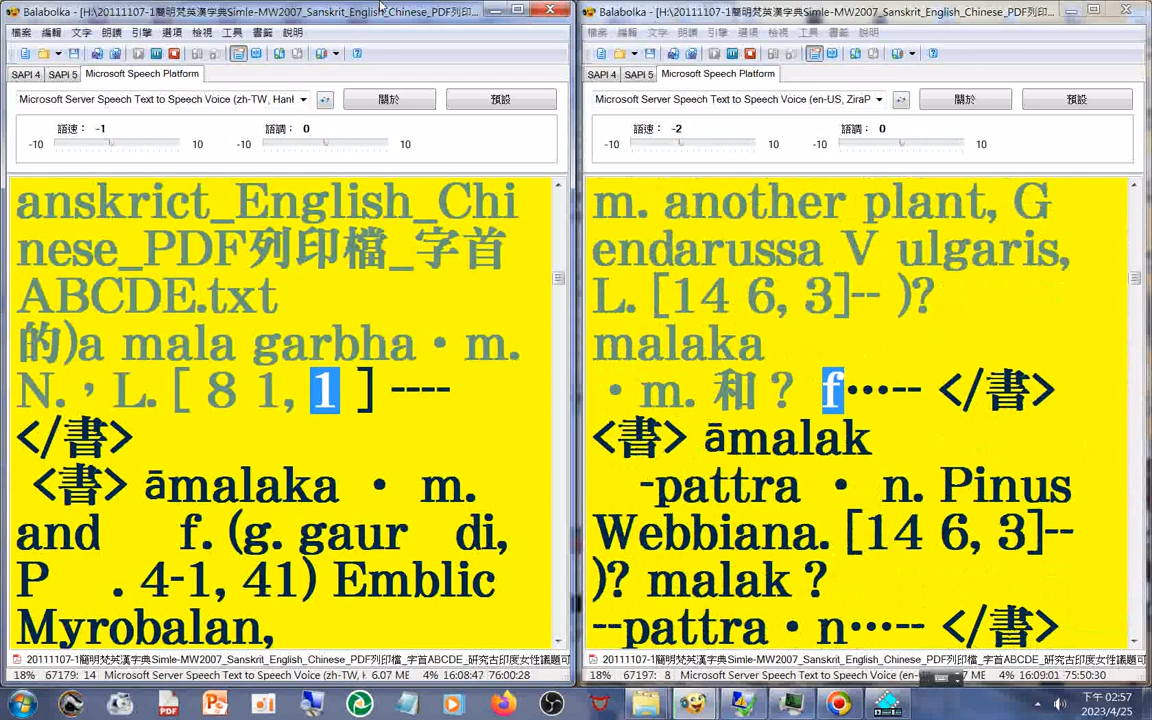 Balabolka - [H:\20111107-1簡明梵英漢字典Simle-MW2007_Sanskrit_English_Chinese_PDF列印...
檔案 編輯 文字 朗讀 引擎 選項 檢視 工具 書籤 說明
SAPI 4 SAPI 5 Microsoft Speech Platform
Microsoft Server Speech Text to Speech Voice (zh-TW, Hanl
關於 預設
語速： -1 語調： 0
-10 10 -10 10
anskrict_English_Chi
nese_PDF列印檔_字首
ABCDE.txt
的)a mala garbha・m.
N.，L. [ 8 1, 1 ] ----
</書>
<書> āmalaka ・ m.
and f. (g. gaur di,
P . 4-1, 41) Emblic
Myrobalan,
20111107-1簡明梵英漢字典Simle-MW2007_Sanskrit_English_Chinese_PDF列印檔_字首ABCDE_研究古印度女性議題可
18% 67179: 14 Microsoft Server Speech Text to Speech Voice (zh-TW, H 6.07 ME 4% 16:08:47 76:00:28
Balabolka - [H:\20111107-1簡明梵英漢字典Simle-MW2007_Sanskrit_English_Chinese_PDF列印...
檔案 編輯 文字 朗讀 引擎 選項 檢視 工具 書籤 說明
SAPI 4 SAPI 5 Microsoft Speech Platform
Microsoft Server Speech Text to Speech Voice (en-US, ZiraP
關於 預設
語速： -2 語調： 0
-10 10 -10 10
m. another plant, G
endarussa V ulgaris,
L. [14 6, 3]-- )?
malaka
・m. 和？ f…-- </書>
<書> āmalak
-pattra ・ n. Pinus
Webbiana. [14 6, 3]--
)? malak ?
--pattra・n…-- </書>
20111107-1簡明梵英漢字典Simle-MW2007_Sanskrit_English_Chinese_PDF列印檔_字首ABCDE_研究古印度女性議題可
18% 67197: 8 Microsoft Server Speech Text to Speech Voice (en-US, Z 6.07 ME 4% 16:09:01 75:50:30
下午 02:57
2023/4/25